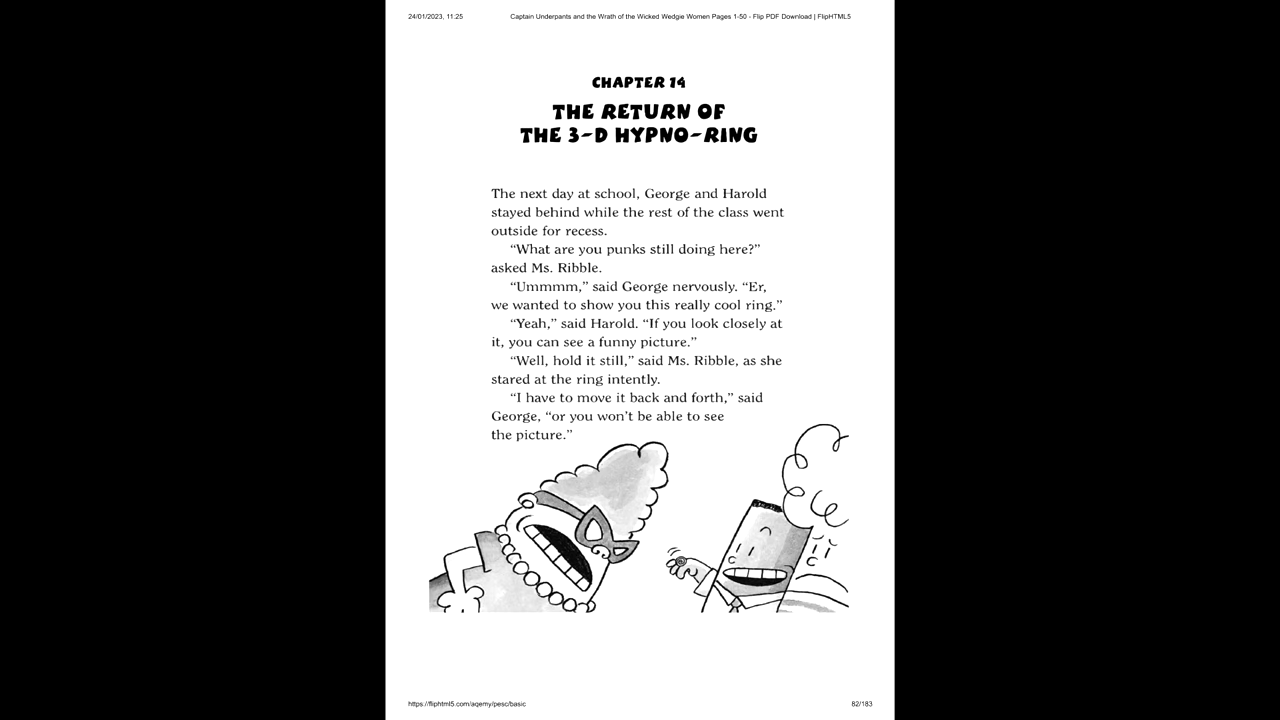 24/01/2023, 11:25 Captain Underpants and the Wrath of the Wicked Wedgie Women Pages 1-50 - Flip PDF Download | FlipHTML5
CHAPTER 14
THE RETURN OF
THE 3-D HYPNO-RING
The next day at school, George and Harold
stayed behind while the rest of the class went
outside for recess.
“What are you punks still doing here?”
asked Ms. Ribble.
“Ummmm,” said George nervously. “Er,
we wanted to show you this really cool ring.”
“Yeah,” said Harold. “If you look closely at
it, you can see a funny picture.”
“Well, hold it still,” said Ms. Ribble, as she
stared at the ring intently.
“I have to move it back and forth,” said
George, “or you won’t be able to see
the picture.”
https://fliphtml5.com/aqemy/pesc/basic 82/183